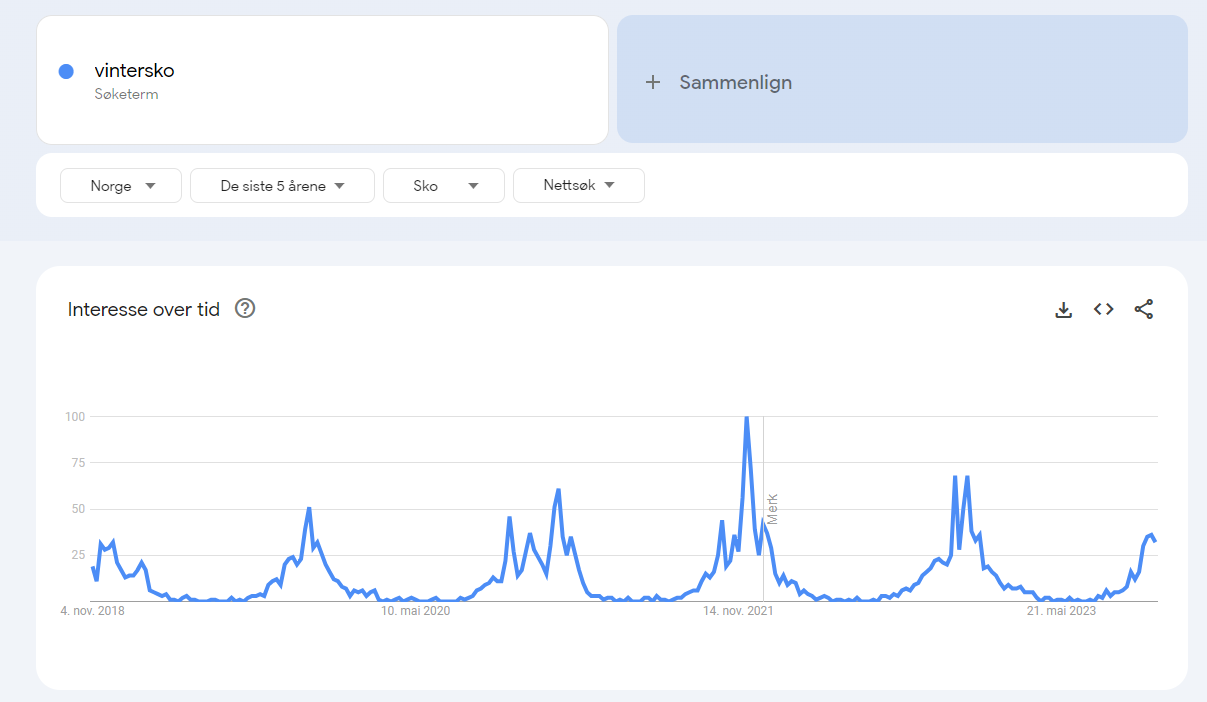 vintersko
Søketerm
+ Sammenlign
Norge
De siste 5 årene
Sko
Nettsøk
Interesse over tid
100
75
50
25
Merk
4. nov. 2018
10. mai 2020
14. nov. 2021
21. mai 2023